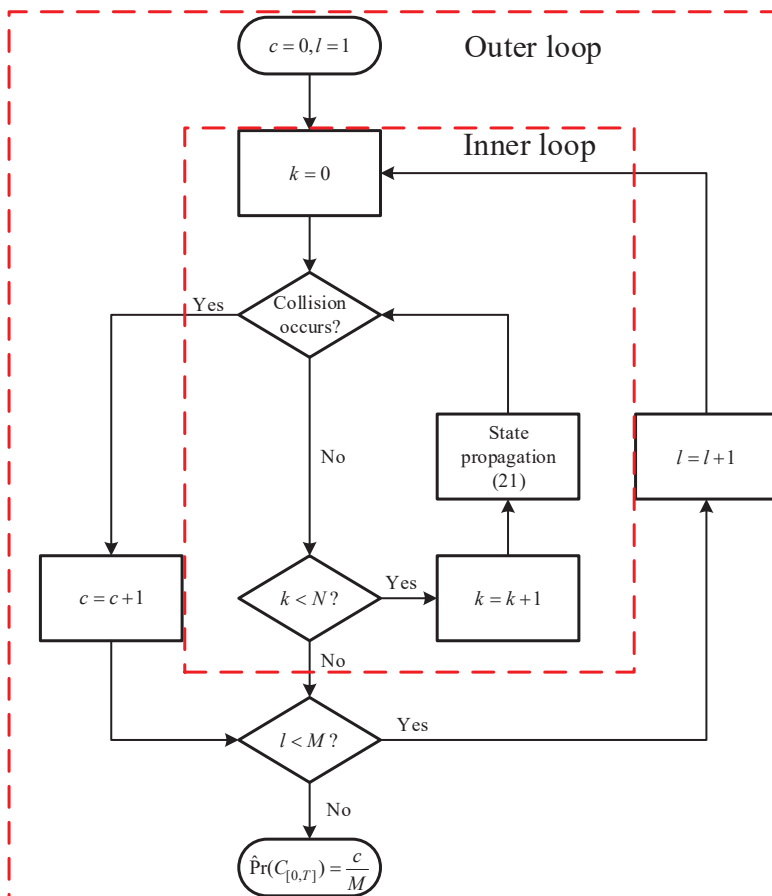 c = 0, l = 1
Outer loop
Inner loop
k = 0
Yes
Collision
occurs?
No
State
propagation
(21)
l = l + 1
c = c + 1
k < N ?
Yes
k = k + 1
No
l < M ?
Yes
No
P̂r(C_{[0,T]}) = c/M